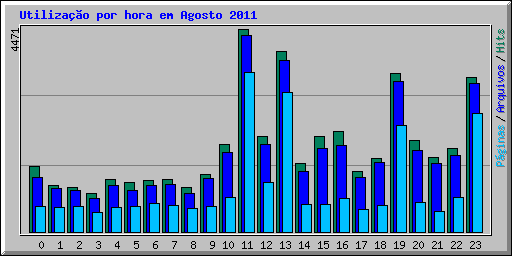 Utilização por hora em Agosto 2011
4471
Páginas / Arquivos / Hits
0 1 2 3 4 5 6 7 8 9 10 11 12 13 14 15 16 17 18 19 20 21 22 23